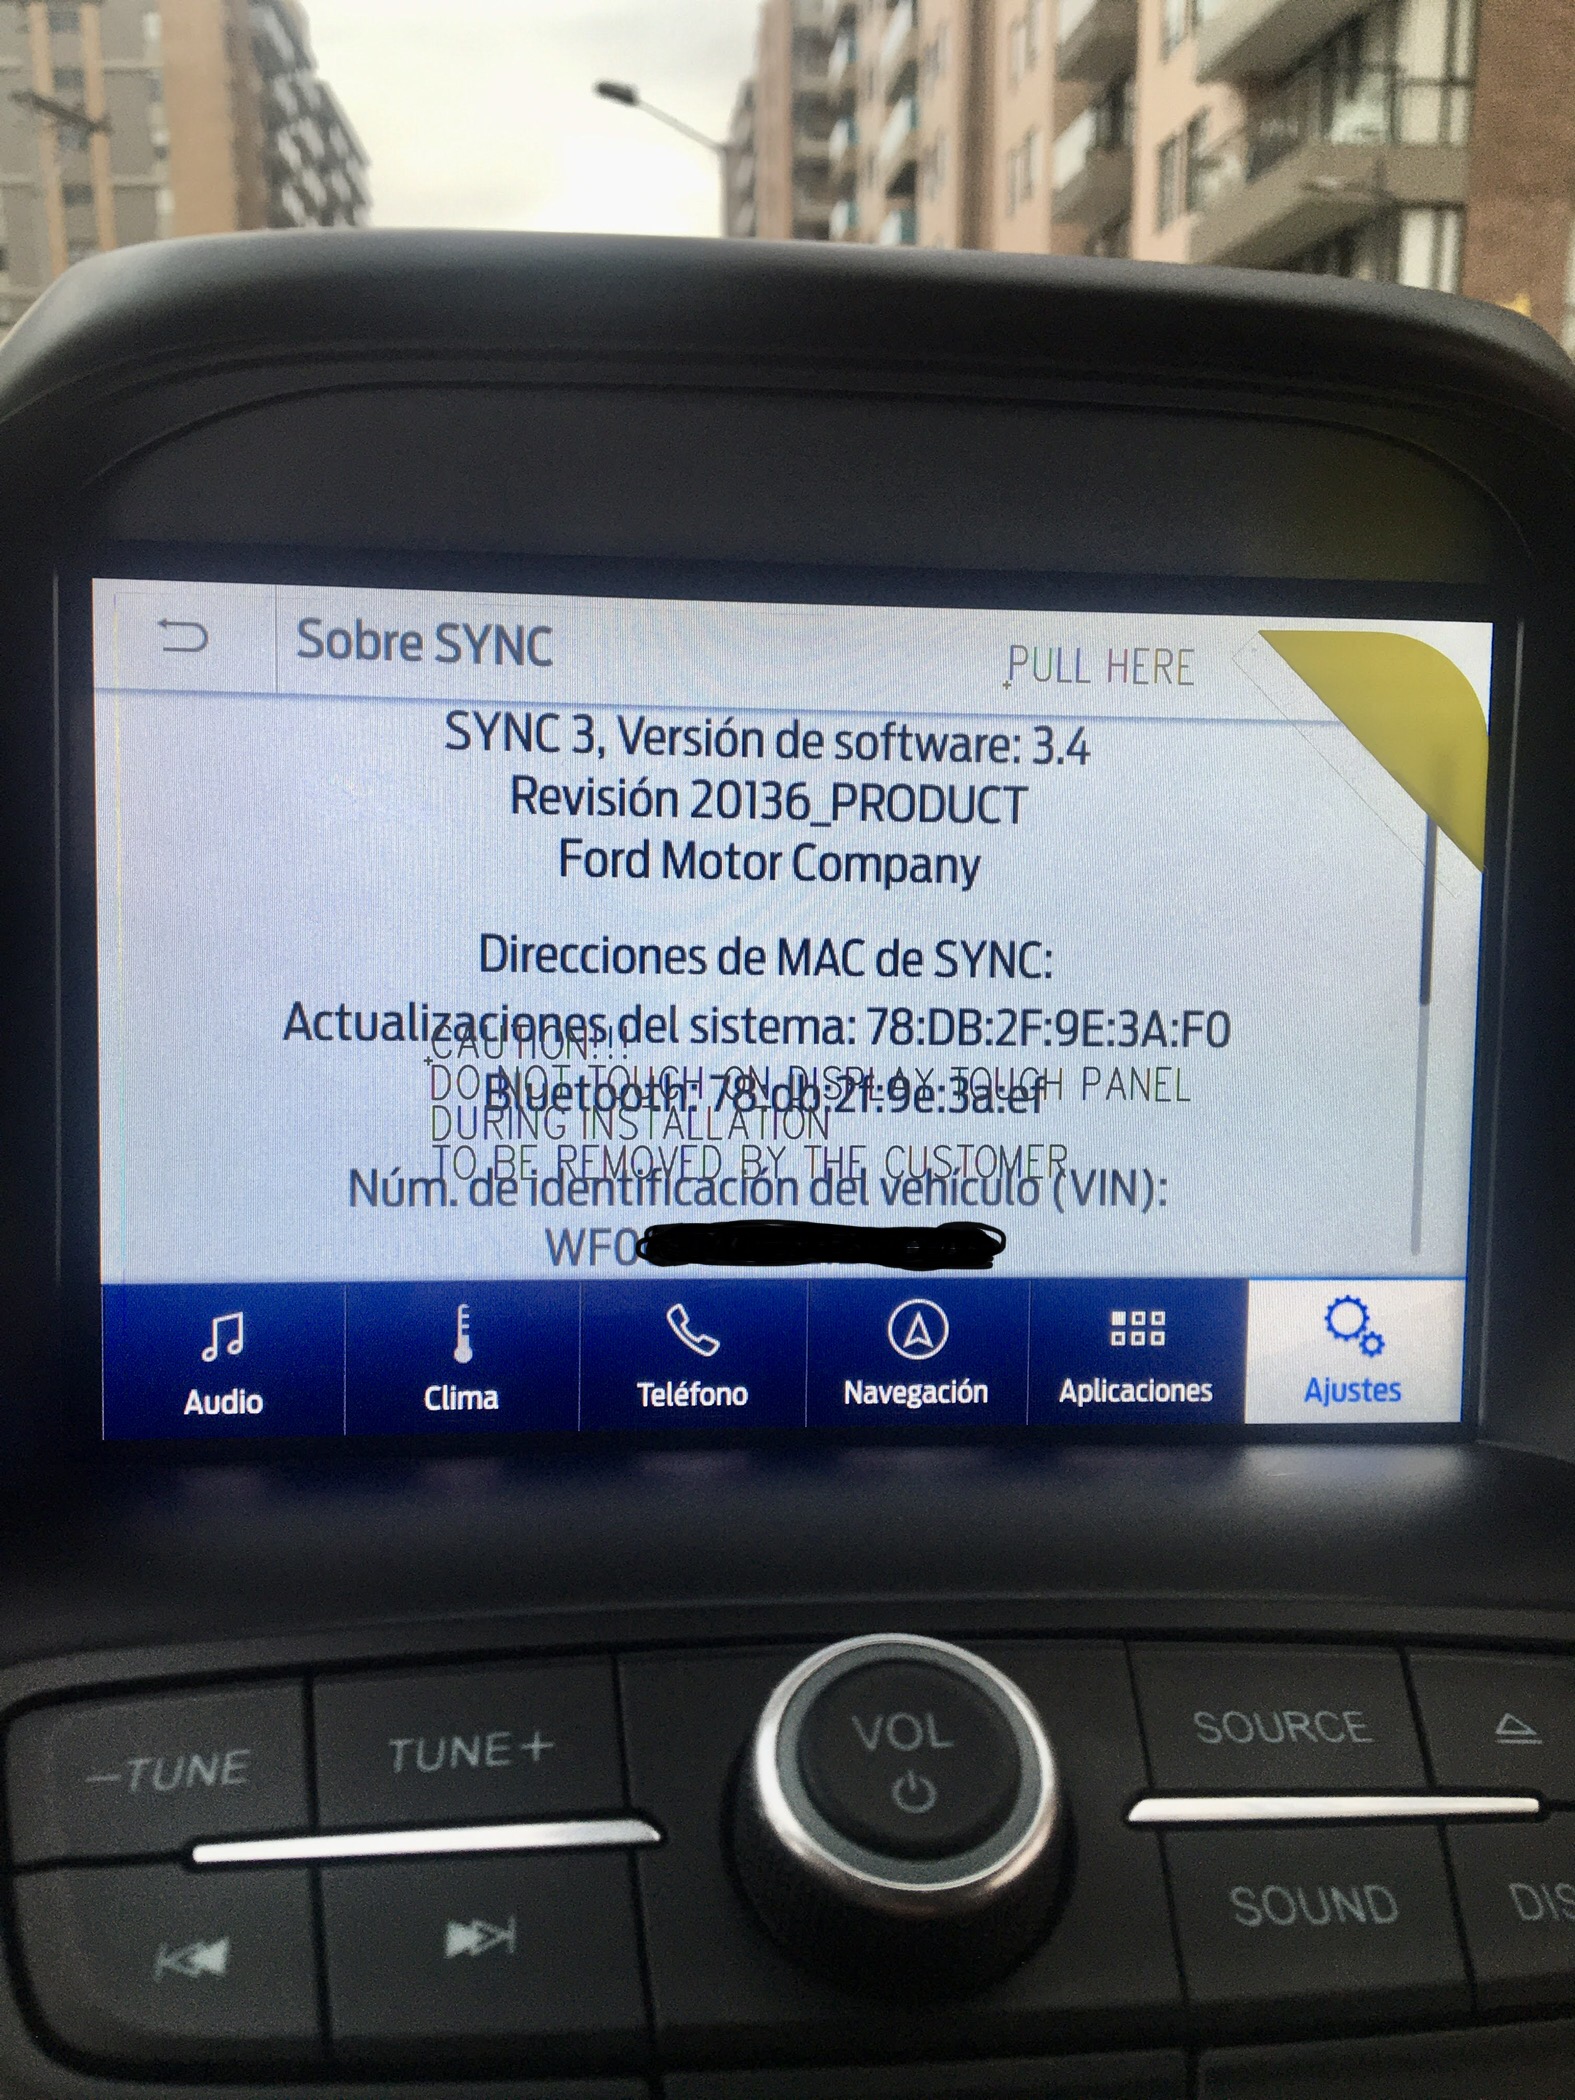 Sobre SYNC
PULL HERE
SYNC 3, Versión de software: 3.4
Revisión 20136_PRODUCT
Ford Motor Company
Direcciones de MAC de SYNC:
Actualizaciones del sistema: 78:DB:2F:9E:3A:F0
CAUTION!!!
DO NOT TOUCH ON DISPLAY TOUCH PANEL
Bluetooth: 78:db:2f:9e:3a:ef
DURING INSTALLATION
TO BE REMOVED BY THE CUSTOMER
Núm. de identificación del vehículo (VIN):
WF0
Audio
Clima
Teléfono
Navegación
Aplicaciones
Ajustes
–TUNE
TUNE+
VOL
SOURCE
SOUND
DIS